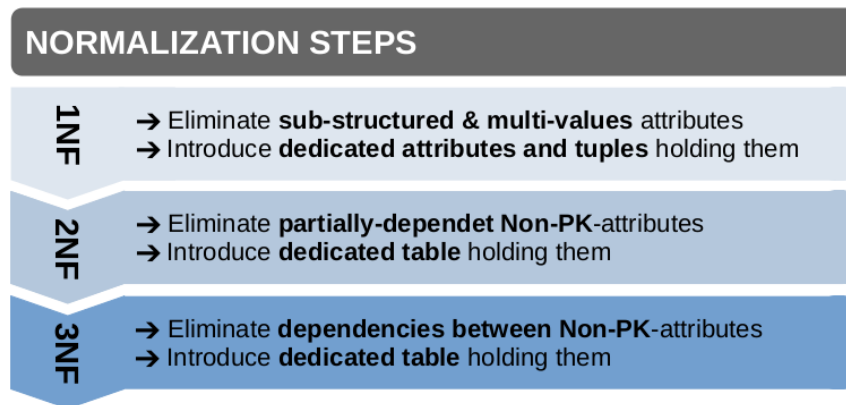 NORMALIZATION STEPS
1NF
➔ Eliminate sub-structured & multi-values attributes
➔ Introduce dedicated attributes and tuples holding them
2NF
➔ Eliminate partially-dependet Non-PK-attributes
➔ Introduce dedicated table holding them
3NF
➔ Eliminate dependencies between Non-PK-attributes
➔ Introduce dedicated table holding them